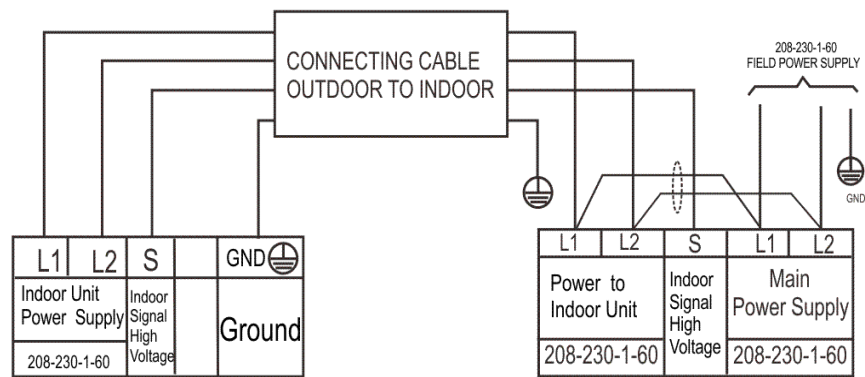 CONNECTING CABLE
OUTDOOR TO INDOOR
208-230-1-60
FIELD POWER SUPPLY
GND
L1 L2 S GND
Indoor Unit
Power Supply
208-230-1-60
Indoor
Signal
High
Voltage
Ground
L1 L2 S L1 L2
Power to
Indoor Unit
208-230-1-60
Indoor
Signal
High
Voltage
Main
Power Supply
208-230-1-60